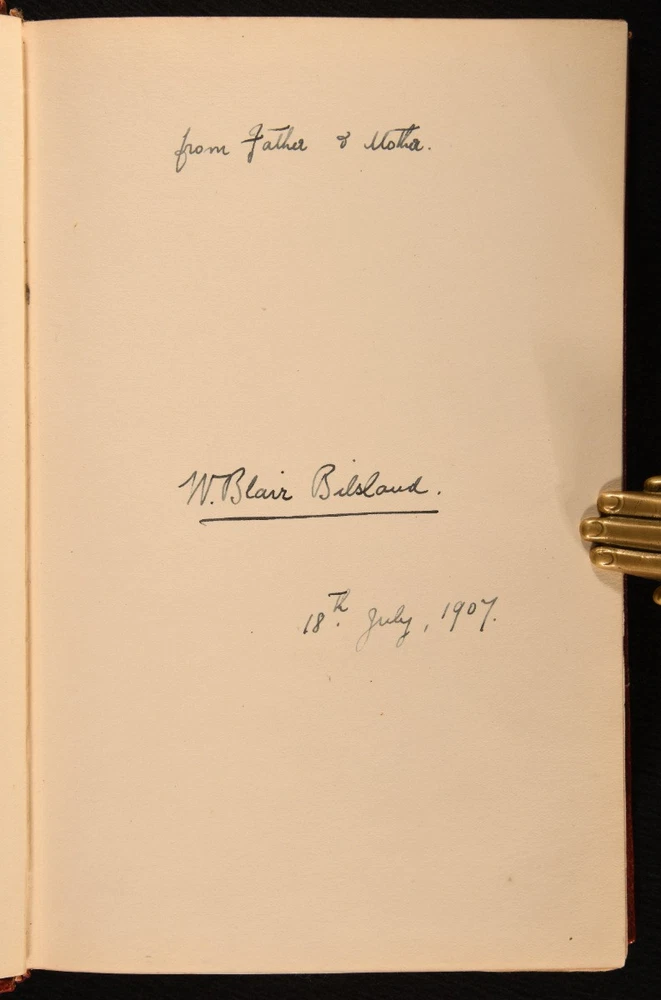 from Father & Mother.
W. Blair Bilsland.
18th. July, 1907.